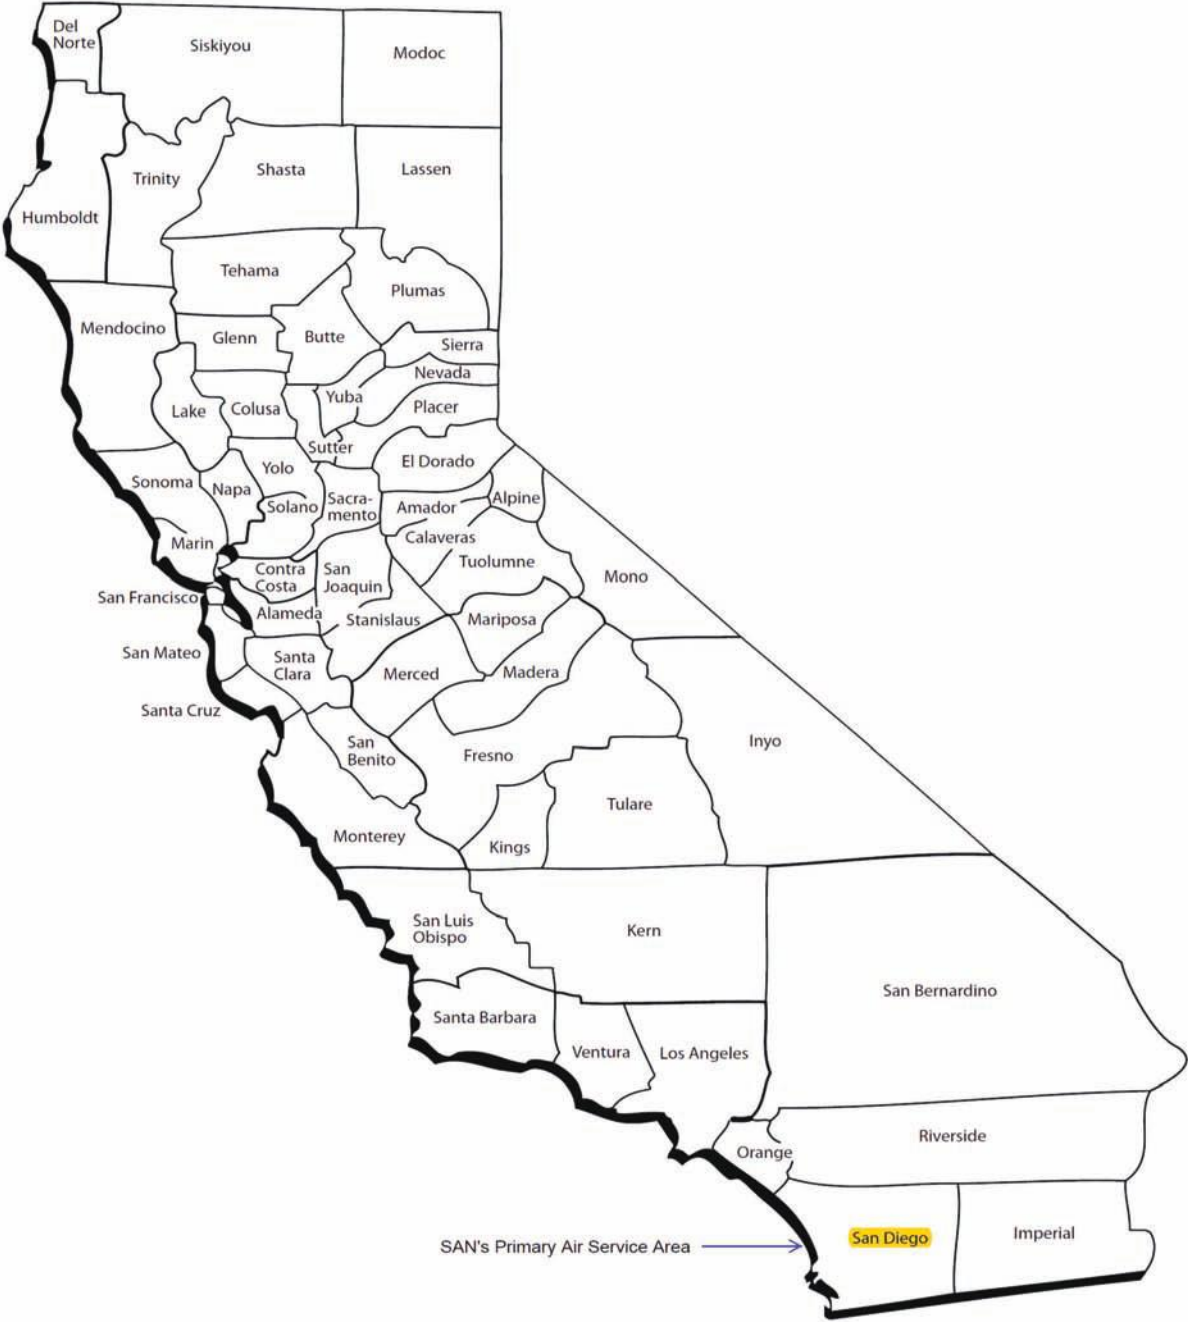 Del
Norte
Siskiyou
Modoc
Trinity
Shasta
Lassen
Humboldt
Tehama
Plumas
Mendocino
Glenn
Butte
Sierra
Nevada
Lake
Colusa
Yuba
Placer
Sutter
El Dorado
Sonoma
Napa
Yolo
Solano
Sacra-
mento
Amador
Alpine
Marin
Calaveras
Contra
Costa
San
Joaquin
Tuolumne
Mono
San Francisco
Alameda
Stanislaus
Mariposa
San Mateo
Santa
Clara
Merced
Madera
Santa Cruz
San
Benito
Fresno
Inyo
Monterey
Kings
Tulare
San Luis
Obispo
Kern
San Bernardino
Santa Barbara
Ventura
Los Angeles
Orange
Riverside
SAN's Primary Air Service Area
San Diego
Imperial